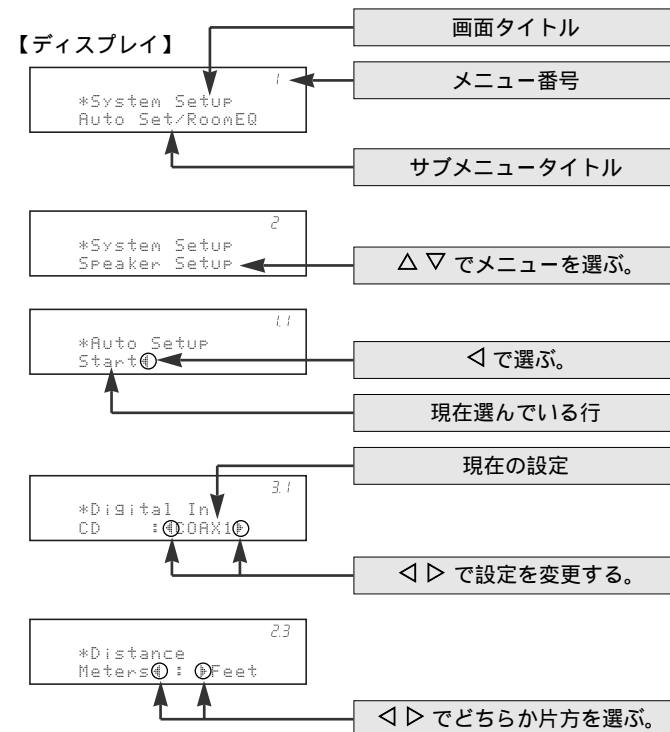 【ディスプレイ】
画面タイトル
1
メニュー番号
*System Setup
Auto Set/RoomEQ
サブメニュータイトル
2
*System Setup
Speaker Setup
△ ▽ でメニューを選ぶ。
1.1
*Auto Setup
Start◀
◁ で選ぶ。
現在選んでいる行
現在の設定
3.1
*Digital In
CD :◀COAX1▶
◁ ▷ で設定を変更する。
2.3
*Distance
Meters◀ : ▶Feet
◁ ▷ でどちらか片方を選ぶ。